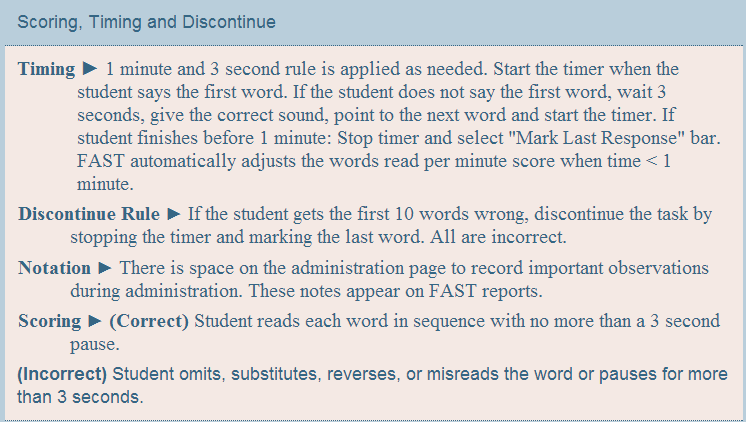 Scoring, Timing and Discontinue
Timing ► 1 minute and 3 second rule is applied as needed. Start the timer when the
student says the first word. If the student does not say the first word, wait 3
seconds, give the correct sound, point to the next word and start the timer. If
student finishes before 1 minute: Stop timer and select "Mark Last Response" bar.
FAST automatically adjusts the words read per minute score when time < 1
minute.
Discontinue Rule ► If the student gets the first 10 words wrong, discontinue the task by
stopping the timer and marking the last word. All are incorrect.
Notation ► There is space on the administration page to record important observations
during administration. These notes appear on FAST reports.
Scoring ► (Correct) Student reads each word in sequence with no more than a 3 second
pause.
(Incorrect) Student omits, substitutes, reverses, or misreads the word or pauses for more
than 3 seconds.